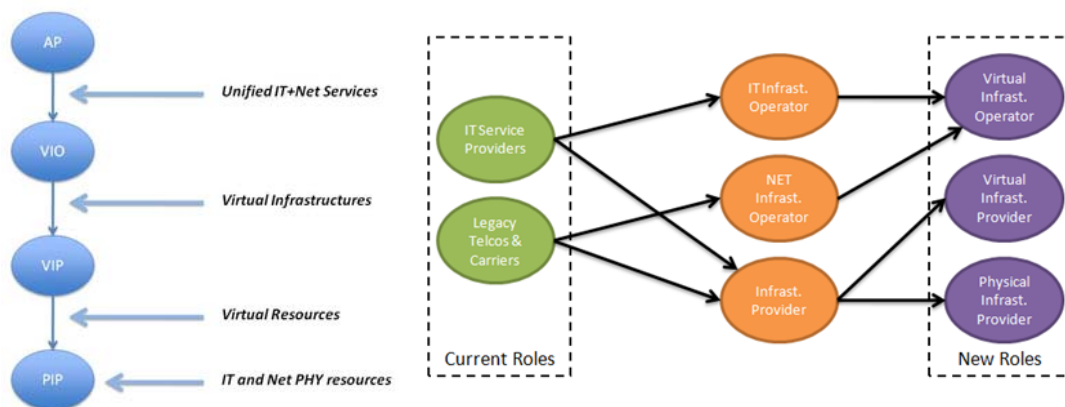 AP
Unified IT+Net Services
VIO
Virtual Infrastructures
VIP
Virtual Resources
PIP
IT and Net PHY resources
IT Service
Providers
Legacy
Telcos &
Carriers
Current Roles
IT Infrast.
Operator
NET
Infrast.
Operator
Infrast.
Provider
Virtual
Infrast.
Operator
Virtual
Infrast.
Provider
Physical
Infrast.
Provider
New Roles